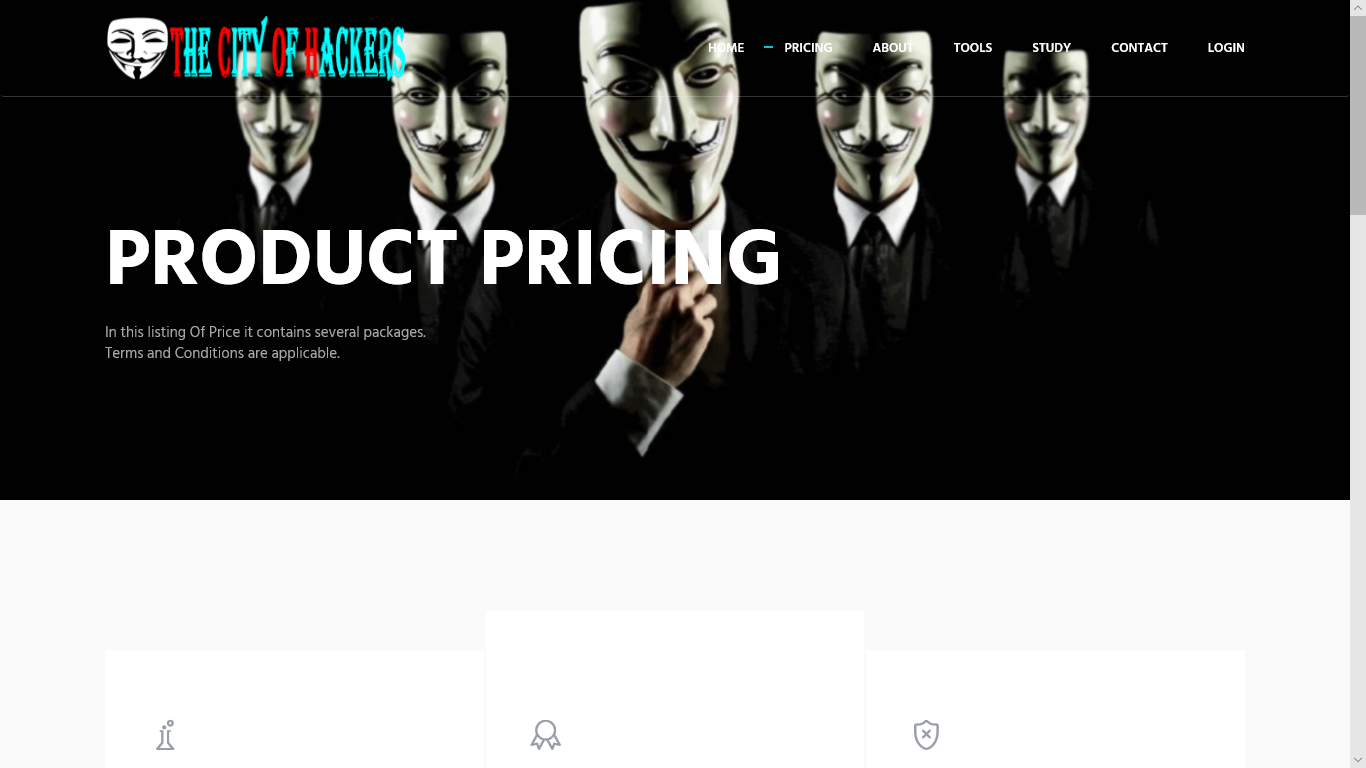 THE CITY OF HACKERS
HOME
PRICING
ABOUT
TOOLS
STUDY
CONTACT
LOGIN
PRODUCT PRICING
In this listing Of Price it contains several packages.
Terms and Conditions are applicable.